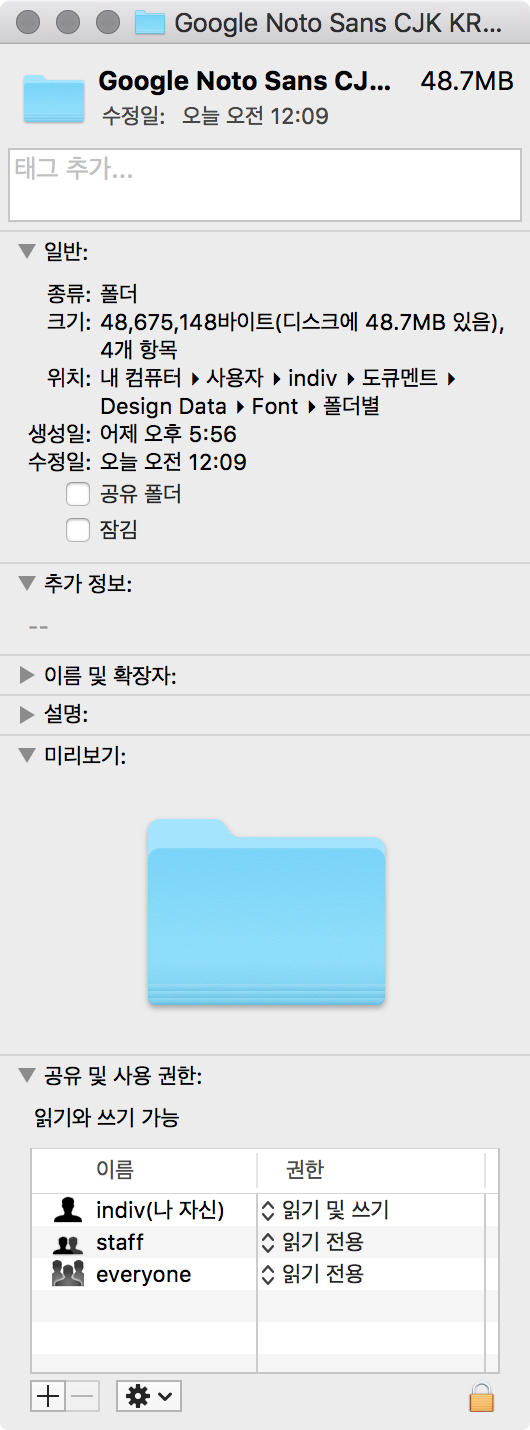 Google Noto Sans CJK KR...
Google Noto Sans CJ... 48.7MB
수정일: 오늘 오전 12:09
태그 추가...
일반:
종류: 폴더
크기: 48,675,148바이트(디스크에 48.7MB 있음),
4개 항목
위치: 내 컴퓨터 ▸ 사용자 ▸ indiv ▸ 도큐멘트 ▸
Design Data ▸ Font ▸ 폴더별
생성일: 어제 오후 5:56
수정일: 오늘 오전 12:09
공유 폴더
잠김
추가 정보:
--
이름 및 확장자:
설명:
미리보기:
공유 및 사용 권한:
읽기와 쓰기 가능
이름 권한
indiv(나 자신) 읽기 및 쓰기
staff 읽기 전용
everyone 읽기 전용